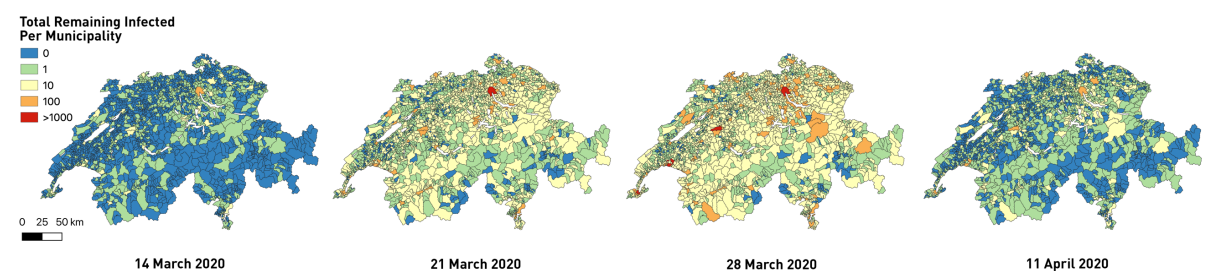 Total Remaining Infected
Per Municipality
0
1
10
100
>1000
0 25 50 km
14 March 2020
21 March 2020
28 March 2020
11 April 2020